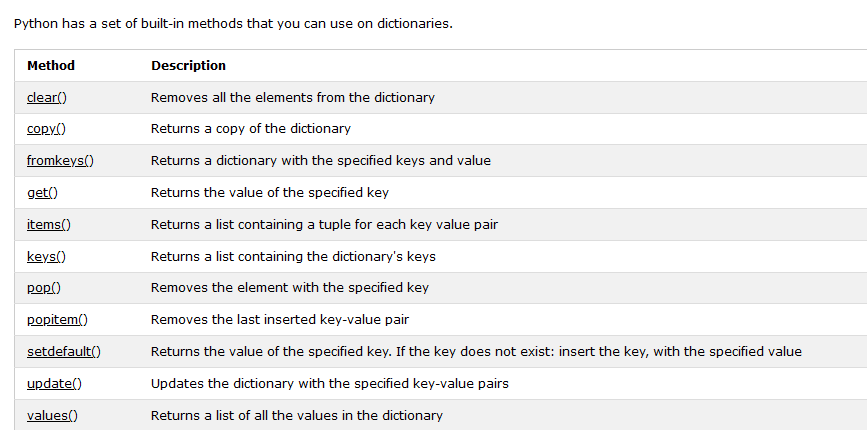 Python has a set of built-in methods that you can use on dictionaries.
Method Description
clear() Removes all the elements from the dictionary
copy() Returns a copy of the dictionary
fromkeys() Returns a dictionary with the specified keys and value
get() Returns the value of the specified key
items() Returns a list containing a tuple for each key value pair
keys() Returns a list containing the dictionary's keys
pop() Removes the element with the specified key
popitem() Removes the last inserted key-value pair
setdefault() Returns the value of the specified key. If the key does not exist: insert the key, with the specified value
update() Updates the dictionary with the specified key-value pairs
values() Returns a list of all the values in the dictionary